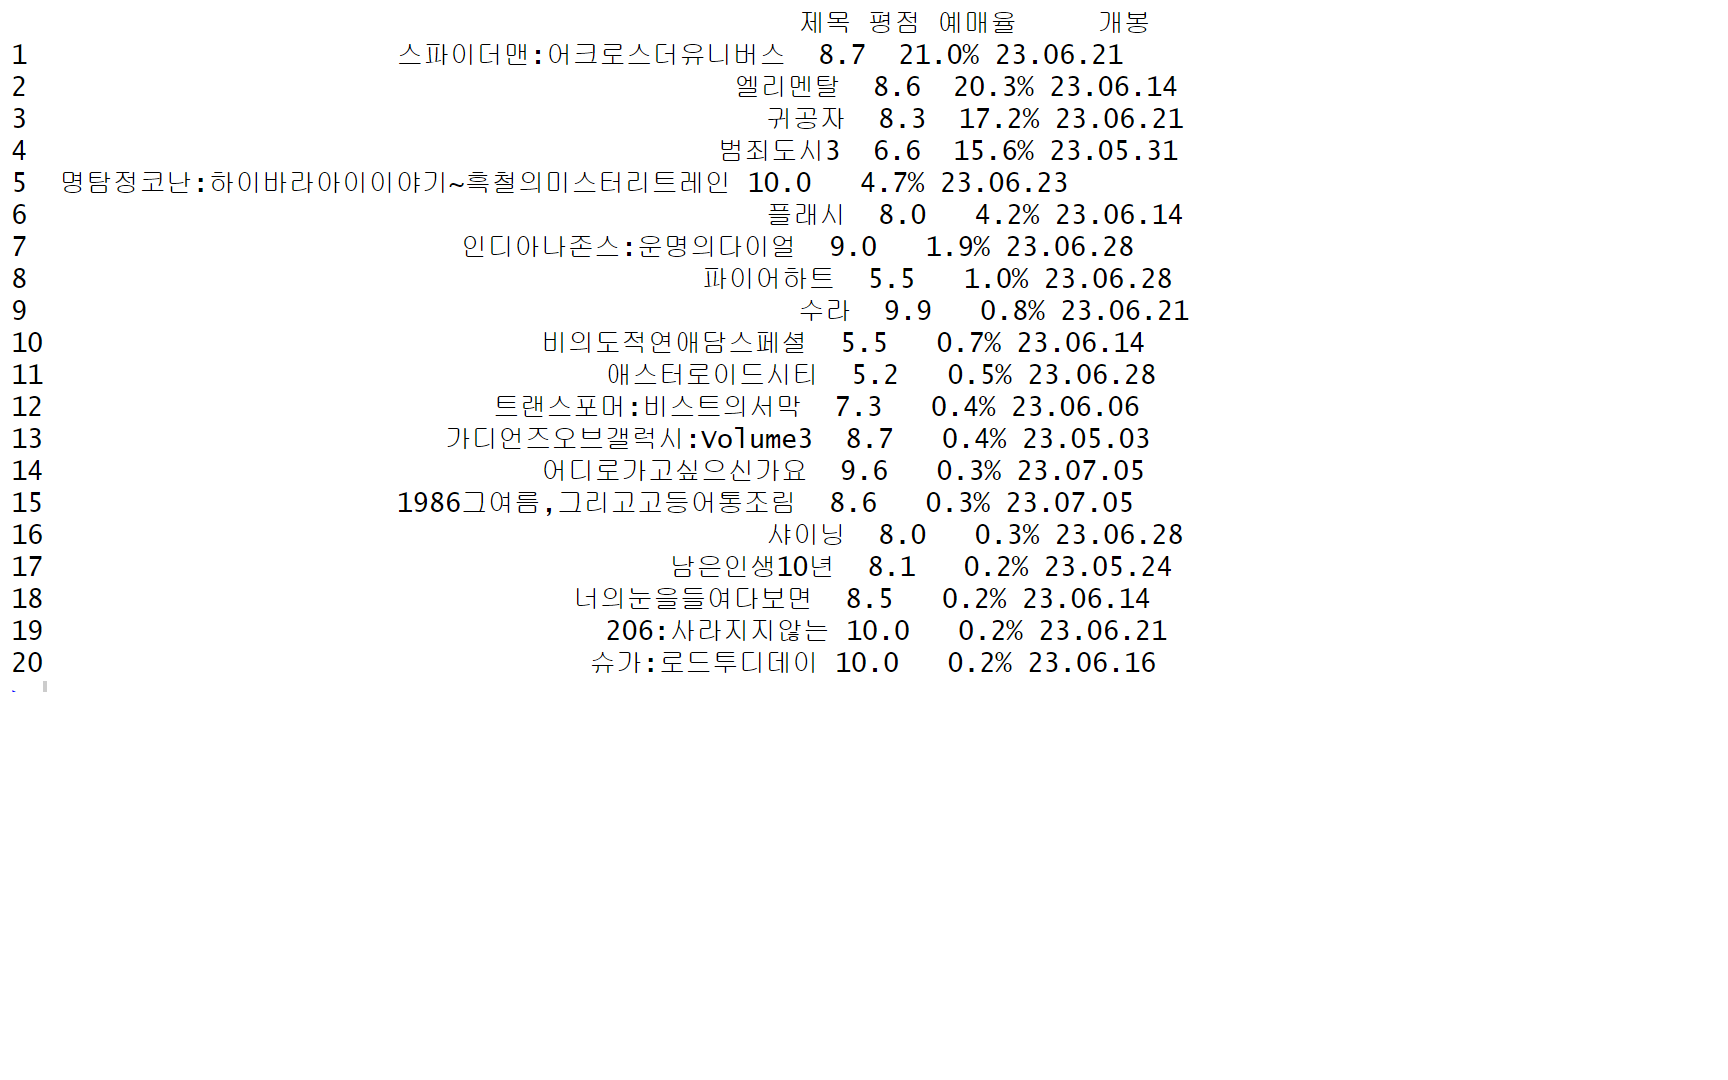 제목 평점 예매율 개봉
1 스파이더맨:어크로스더유니버스 8.7 21.0% 23.06.21
2 엘리멘탈 8.6 20.3% 23.06.14
3 귀공자 8.3 17.2% 23.06.21
4 범죄도시3 6.6 15.6% 23.05.31
5 명탐정코난:하이바라아이이야기~흑철의미스터리트레인 10.0 4.7% 23.06.23
6 플래시 8.0 4.2% 23.06.14
7 인디아나존스:운명의다이얼 9.0 1.9% 23.06.28
8 파이어하트 5.5 1.0% 23.06.28
9 수라 9.9 0.8% 23.06.21
10 비의도적연애담스페셜 5.5 0.7% 23.06.14
11 애스터로이드시티 5.2 0.5% 23.06.28
12 트랜스포머:비스트의서막 7.3 0.4% 23.06.06
13 가디언즈오브갤럭시:Volume3 8.7 0.4% 23.05.03
14 어디로가고싶으신가요 9.6 0.3% 23.07.05
15 1986그여름,그리고고등어통조림 8.6 0.3% 23.07.05
16 샤이닝 8.0 0.3% 23.06.28
17 남은인생10년 8.1 0.2% 23.05.24
18 너의눈을들여다보면 8.5 0.2% 23.06.14
19 206:사라지지않는 10.0 0.2% 23.06.21
20 슈가:로드투디데이 10.0 0.2% 23.06.16